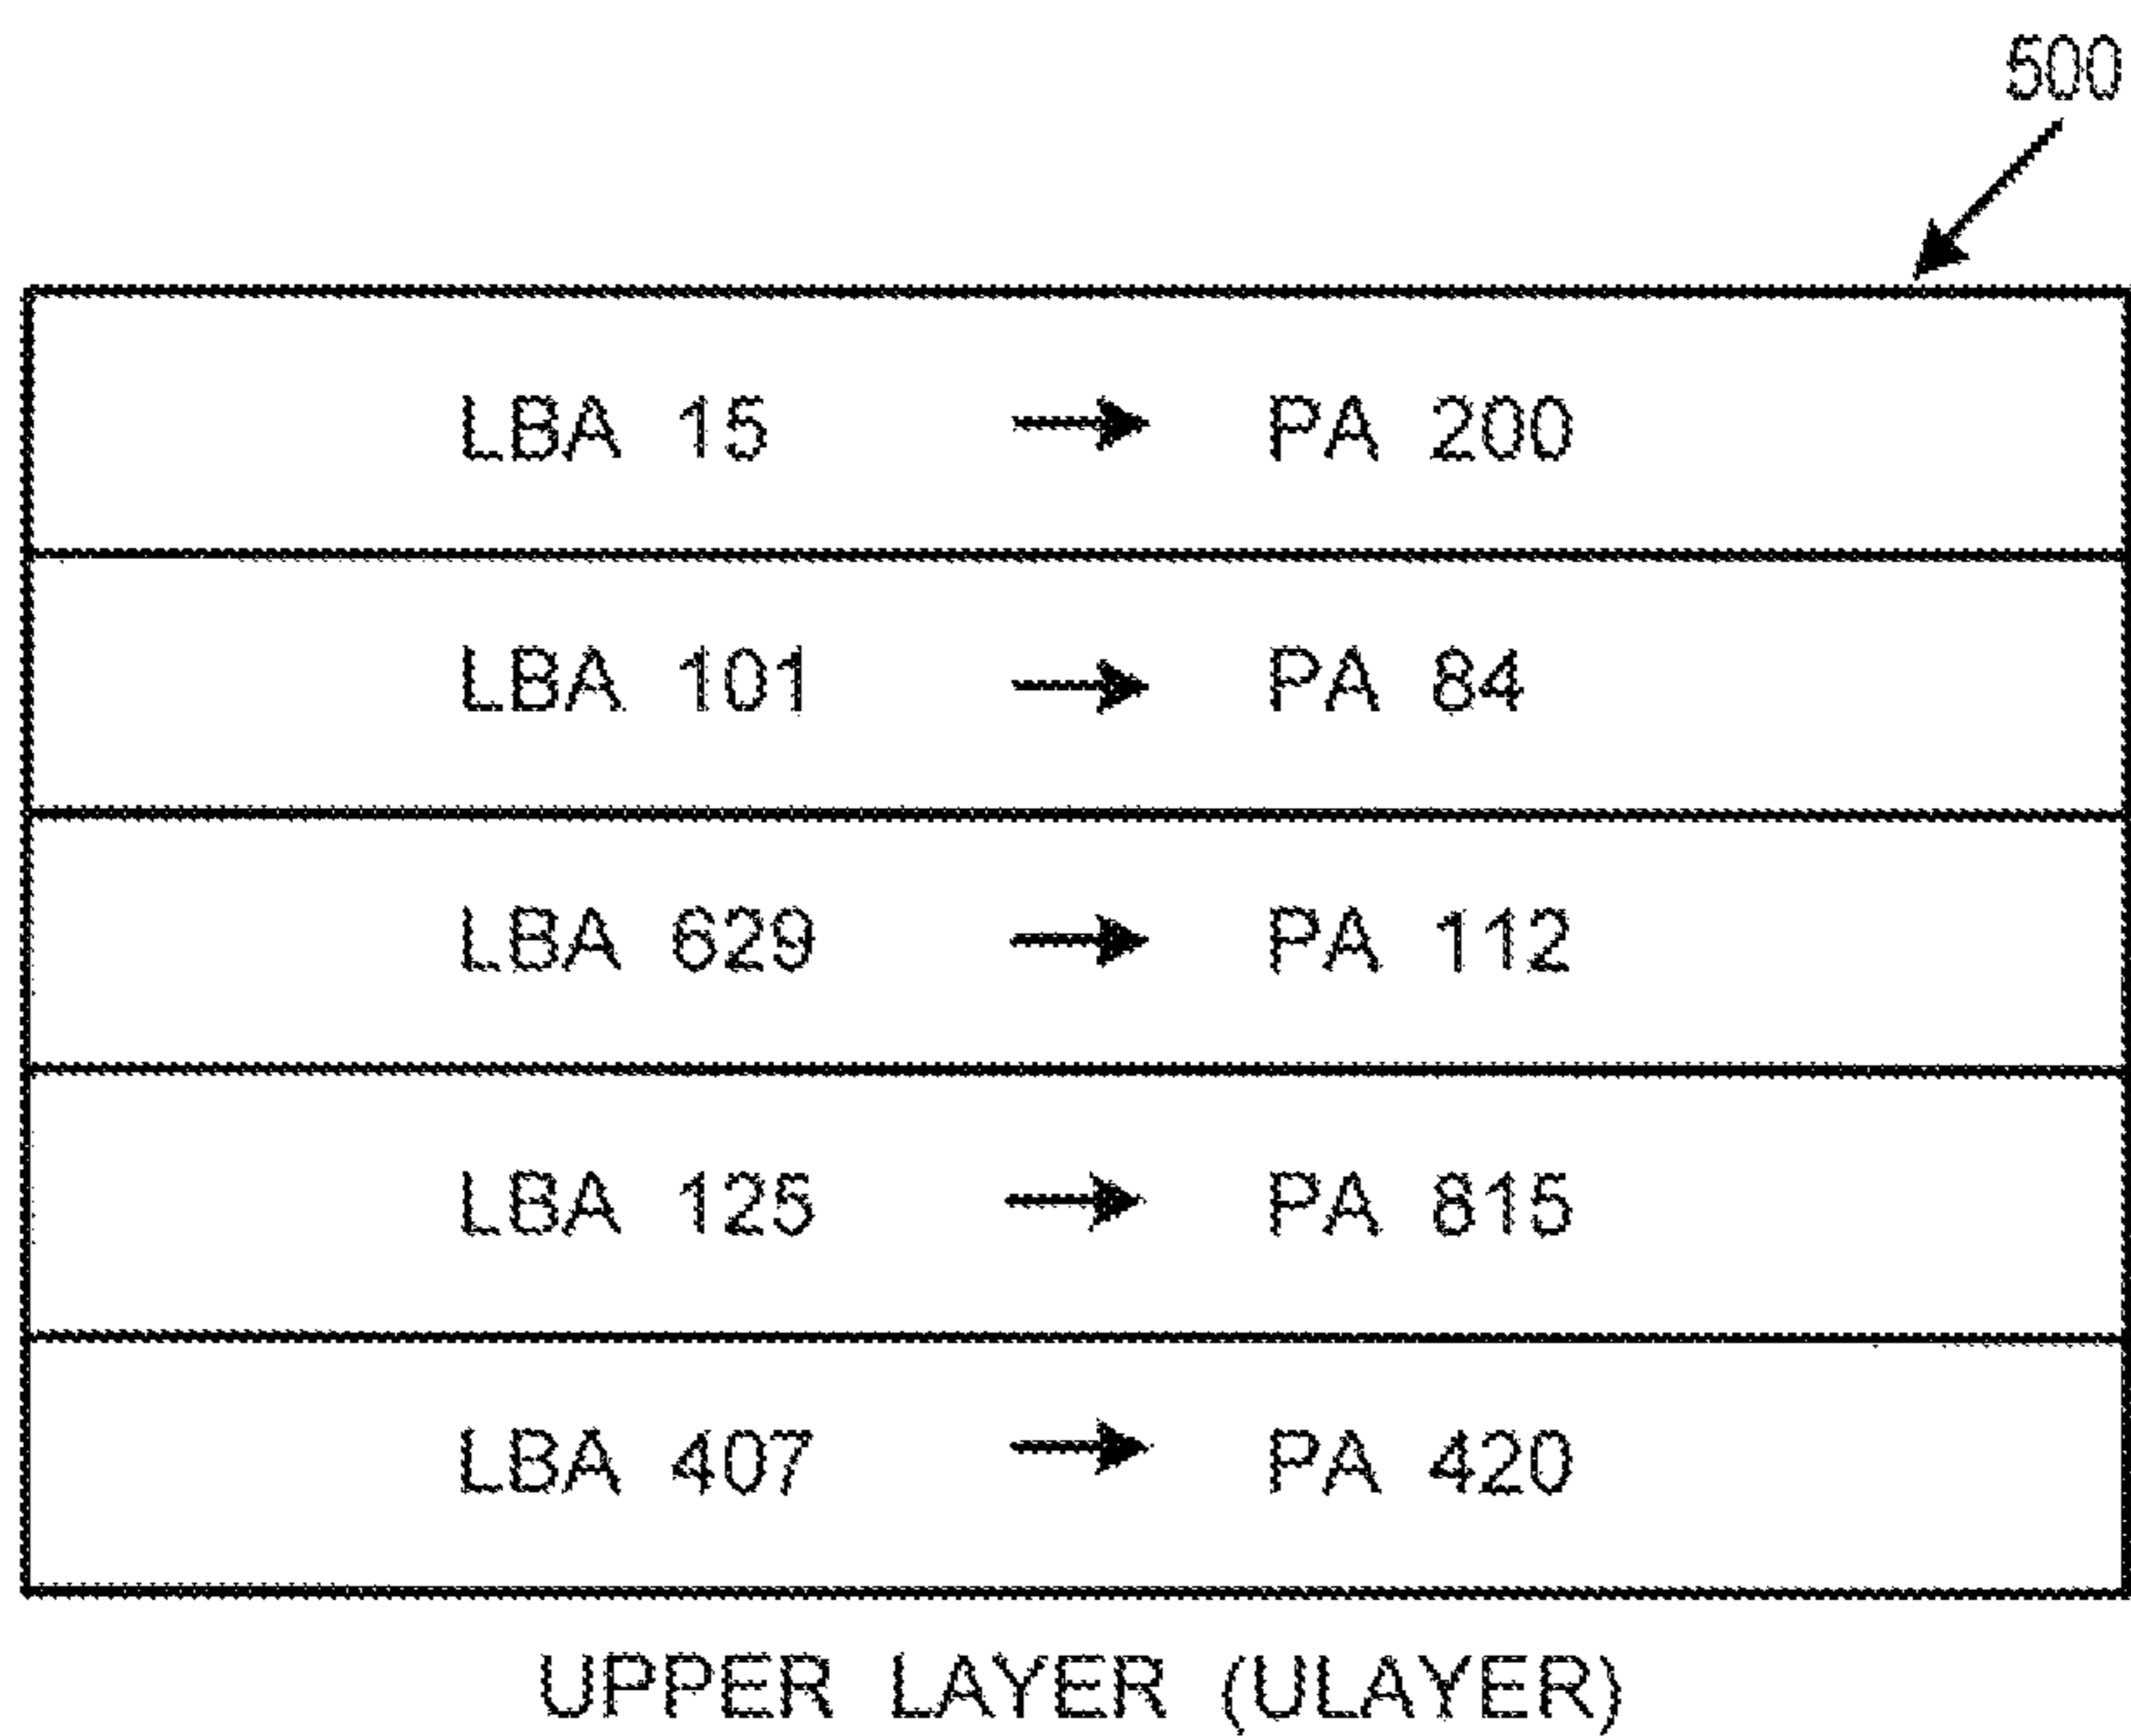 500
LBA 15 → PA 200
LBA 101 → PA 84
LBA 629 → PA 112
LBA 125 → PA 815
LBA 407 → PA 420
UPPER LAYER (ULAYER)